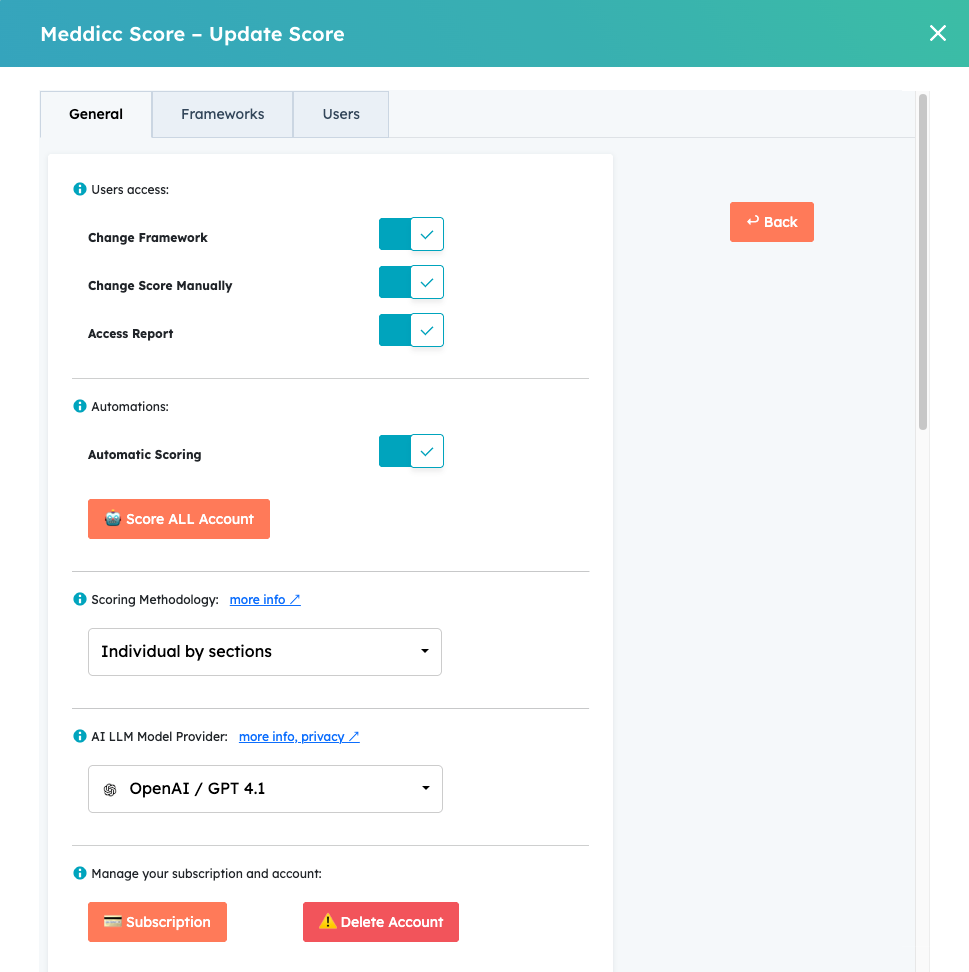 Meddicc Score – Update Score
General Frameworks Users
Users access:
Change Framework
↩ Back
Change Score Manually
Access Report
Automations:
Automatic Scoring
Score ALL Account
Scoring Methodology: more info ↗
Individual by sections
AI LLM Model Provider: more info, privacy ↗
OpenAI / GPT 4.1
Manage your subscription and account:
Subscription Delete Account